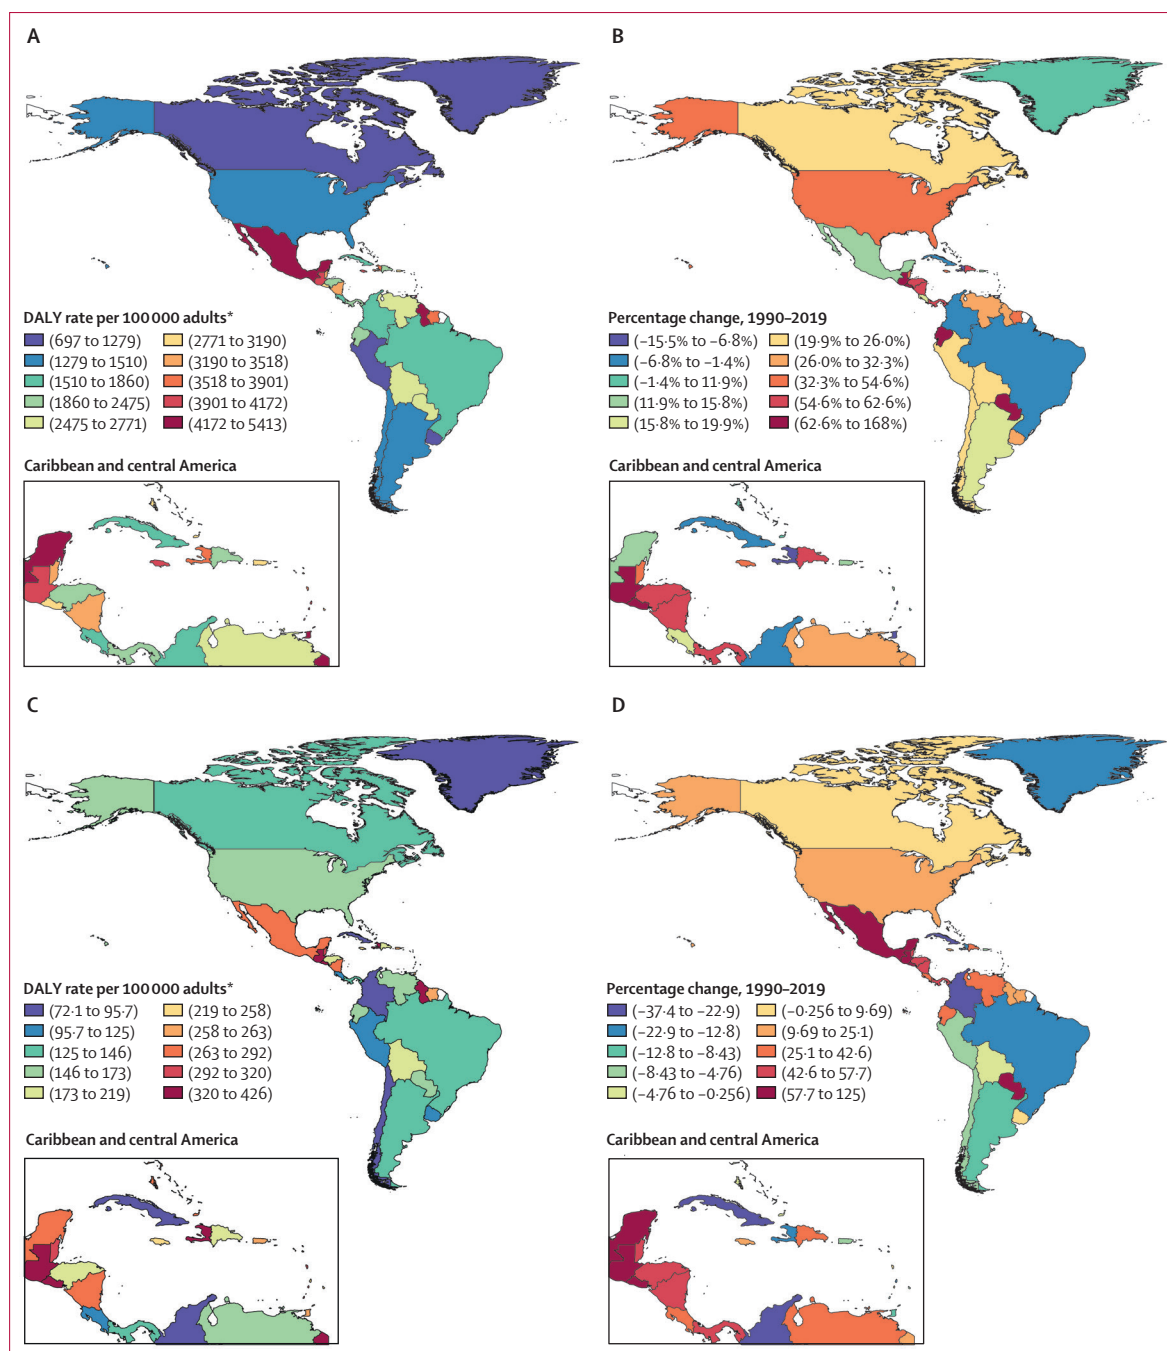 A
B
DALY rate per 100 000 adults*
(697 to 1279)
(2771 to 3190)
(1279 to 1510)
(3190 to 3518)
(1510 to 1860)
(3518 to 3901)
(1860 to 2475)
(3901 to 4172)
(2475 to 2771)
(4172 to 5413)
Percentage change, 1990–2019
(–15·5% to –6·8%)
(19·9% to 26·0%)
(–6·8% to –1·4%)
(26·0% to 32·3%)
(–1·4% to 11·9%)
(32·3% to 54·6%)
(11·9% to 15·8%)
(54·6% to 62·6%)
(15·8% to 19·9%)
(62·6% to 168%)
Caribbean and central America
Caribbean and central America
C
D
DALY rate per 100 000 adults*
(72·1 to 95·7)
(219 to 258)
(95·7 to 125)
(258 to 263)
(125 to 146)
(263 to 292)
(146 to 173)
(292 to 320)
(173 to 219)
(320 to 426)
Percentage change, 1990–2019
(–37·4 to –22·9)
(–0·256 to 9·69)
(–22·9 to –12·8)
(9·69 to 25·1)
(–12·8 to –8·43)
(25·1 to 42·6)
(–8·43 to –4·76)
(42·6 to 57·7)
(–4·76 to –0·256)
(57·7 to 125)
Caribbean and central America
Caribbean and central America